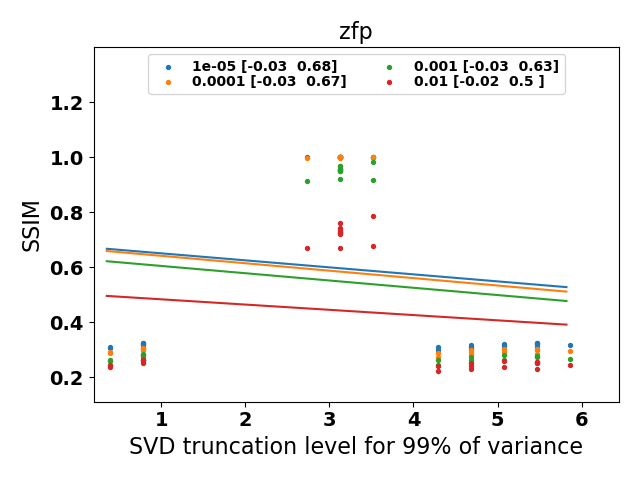 zfp
1e-05 [-0.03  0.68]
0.0001 [-0.03  0.67]
0.001 [-0.03  0.63]
0.01 [-0.02  0.5 ]
SSIM
1.2
1.0
0.8
0.6
0.4
0.2
1 2 3 4 5 6
SVD truncation level for 99% of variance